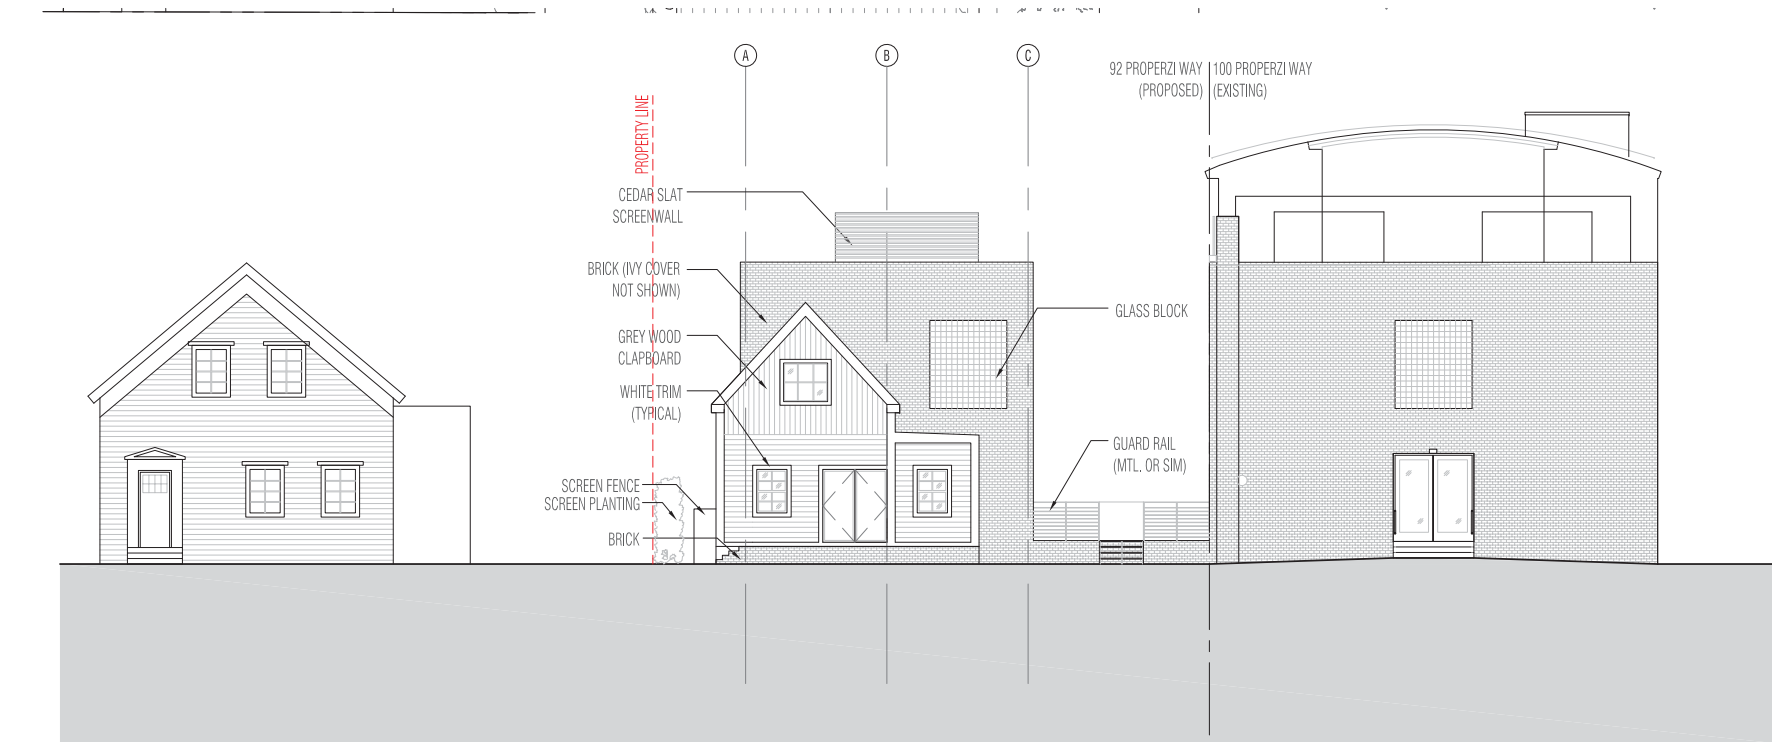 A
B
C
92 PROPERZI WAY
(PROPOSED)
100 PROPERZI WAY
(EXISTING)
PROPERTY LINE
CEDAR SLAT
SCREENWALL
BRICK (IVY COVER
NOT SHOWN)
GREY WOOD
CLAPBOARD
WHITE TRIM
(TYPICAL)
SCREEN FENCE
SCREEN PLANTING
BRICK
GLASS BLOCK
GUARD RAIL
(MTL. OR SIM)